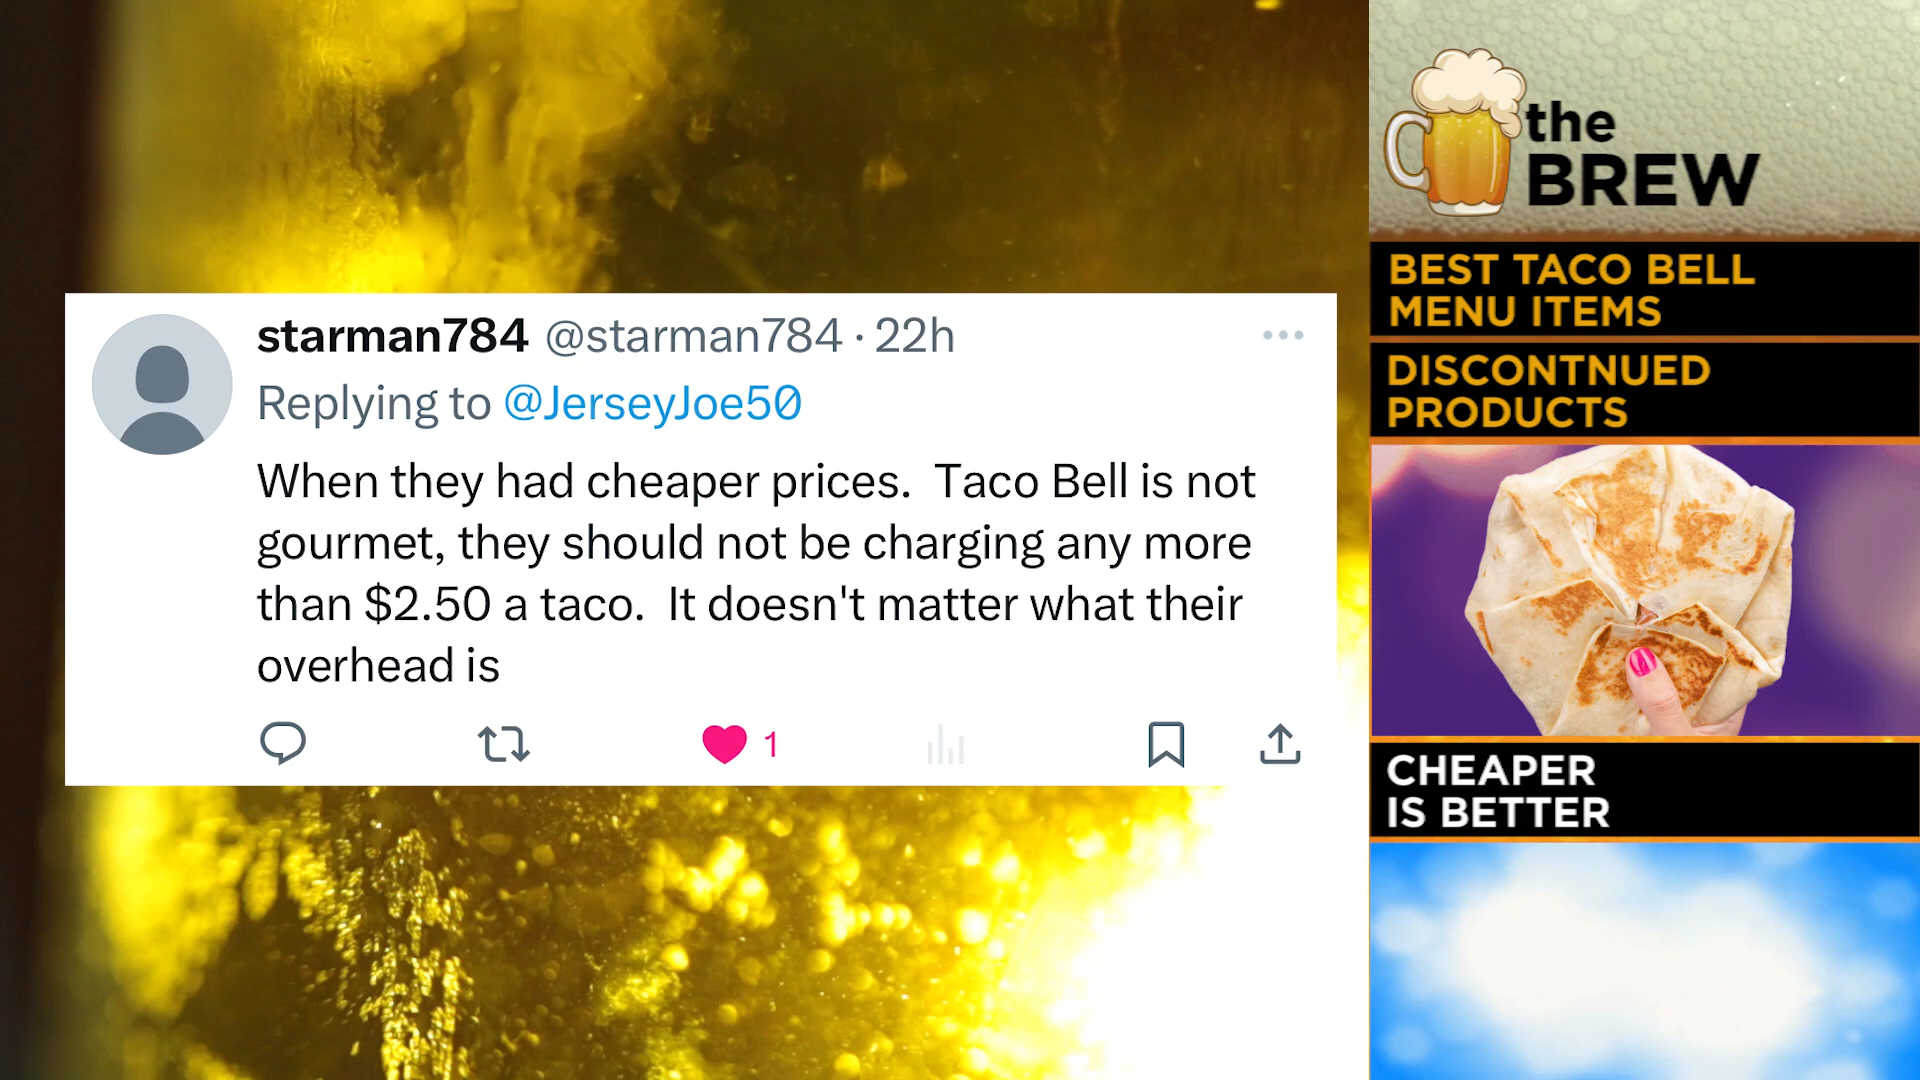 starman784 @starman784 · 22h
Replying to @JerseyJoe50
When they had cheaper prices.  Taco Bell is not
gourmet, they should not be charging any more
than $2.50 a taco.  It doesn't matter what their
overhead is
1
the
BREW
BEST TACO BELL
MENU ITEMS
DISCONTNUED
PRODUCTS
CHEAPER
IS BETTER